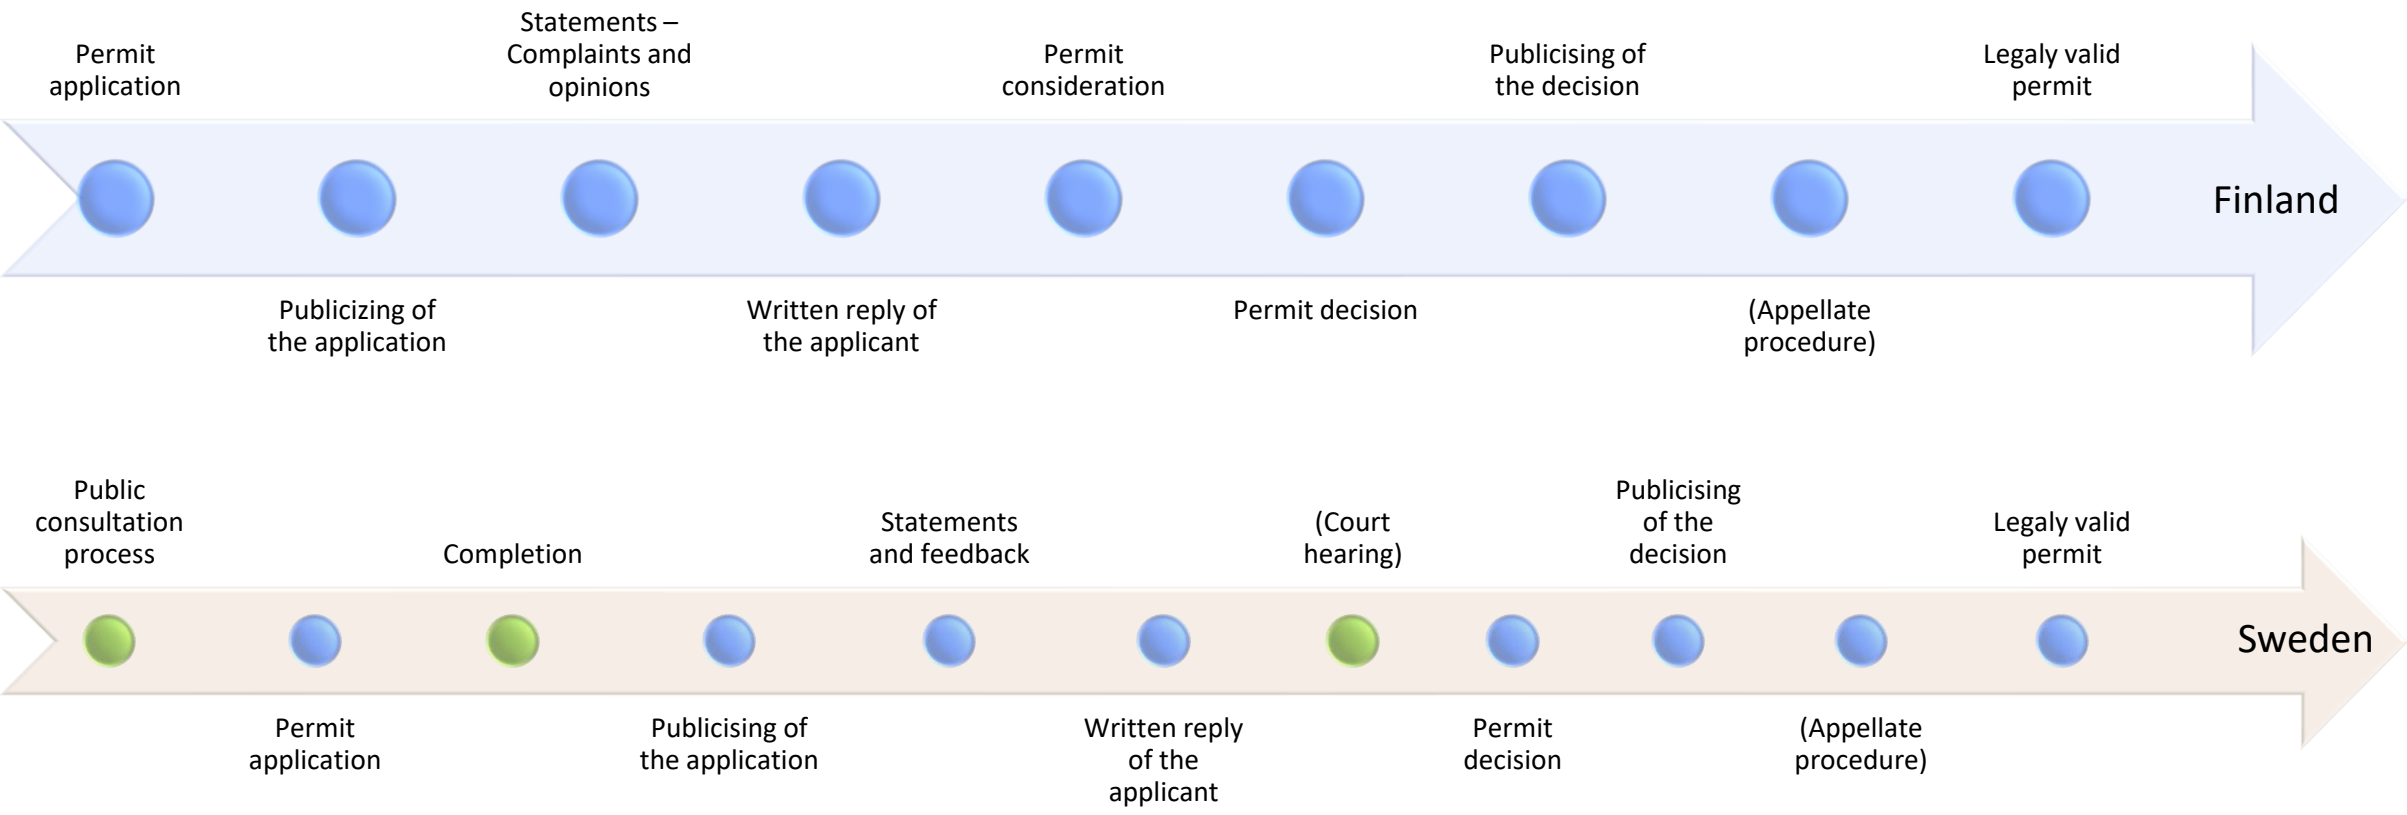 Permit
application
Publicizing of
the application
Statements –
Complaints and
opinions
Written reply of
the applicant
Permit
consideration
Permit decision
Publicising of
the decision
(Appellate
procedure)
Legaly valid
permit
Finland
Public
consultation
process
Permit
application
Completion
Publicising of
the application
Statements
and feedback
Written reply
of the
applicant
(Court
hearing)
Permit
decision
Publicising
of the
decision
(Appellate
procedure)
Legaly valid
permit
Sweden